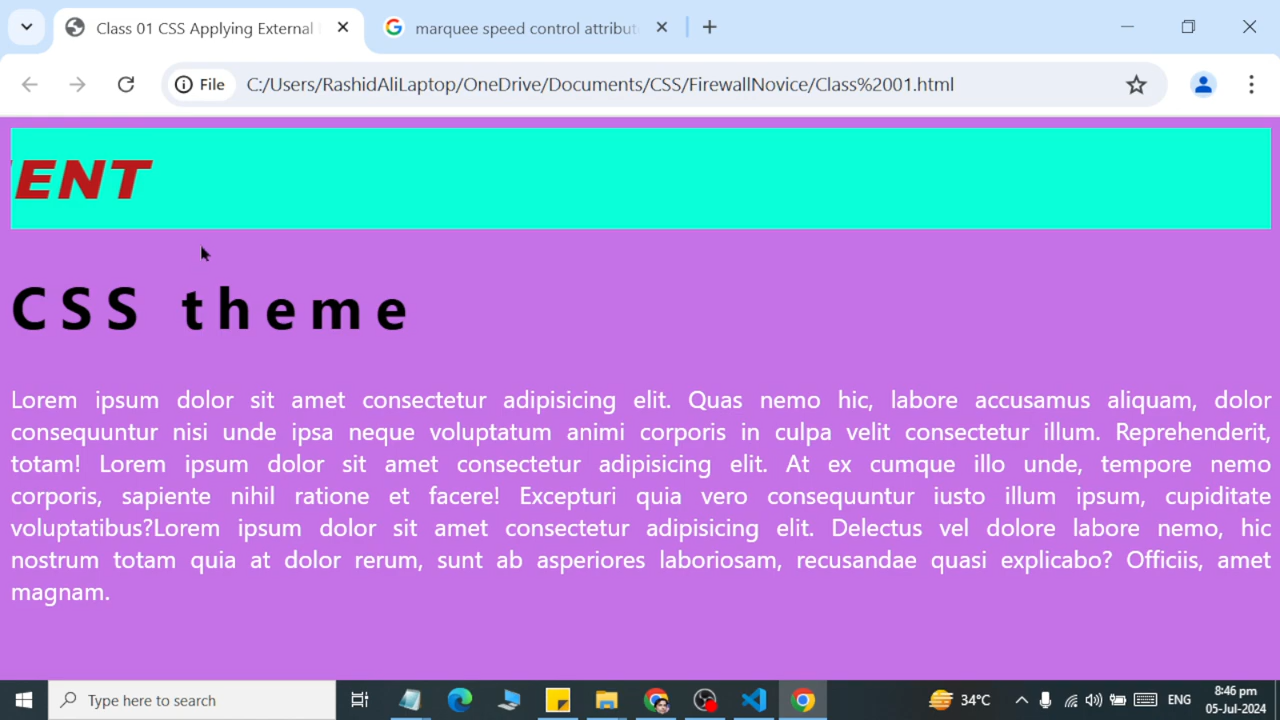 Class 01 CSS Applying External
marquee speed control attribut
File
C:/Users/RashidAliLaptop/OneDrive/Documents/CSS/FirewallNovice/Class%2001.html
ENT
CSS theme
Lorem ipsum dolor sit amet consectetur adipisicing elit. Quas nemo hic, labore accusamus aliquam, dolor
consequuntur nisi unde ipsa neque voluptatum animi corporis in culpa velit consectetur illum. Reprehenderit,
totam! Lorem ipsum dolor sit amet consectetur adipisicing elit. At ex cumque illo unde, tempore nemo
corporis, sapiente nihil ratione et facere! Excepturi quia vero consequuntur iusto illum ipsum, cupiditate
voluptatibus?Lorem ipsum dolor sit amet consectetur adipisicing elit. Delectus vel dolore labore nemo, hic
nostrum totam quia at dolor rerum, sunt ab asperiores laboriosam, recusandae quasi explicabo? Officiis, amet
magnam.
Type here to search
34°C
ENG
8:46 pm
05-Jul-2024